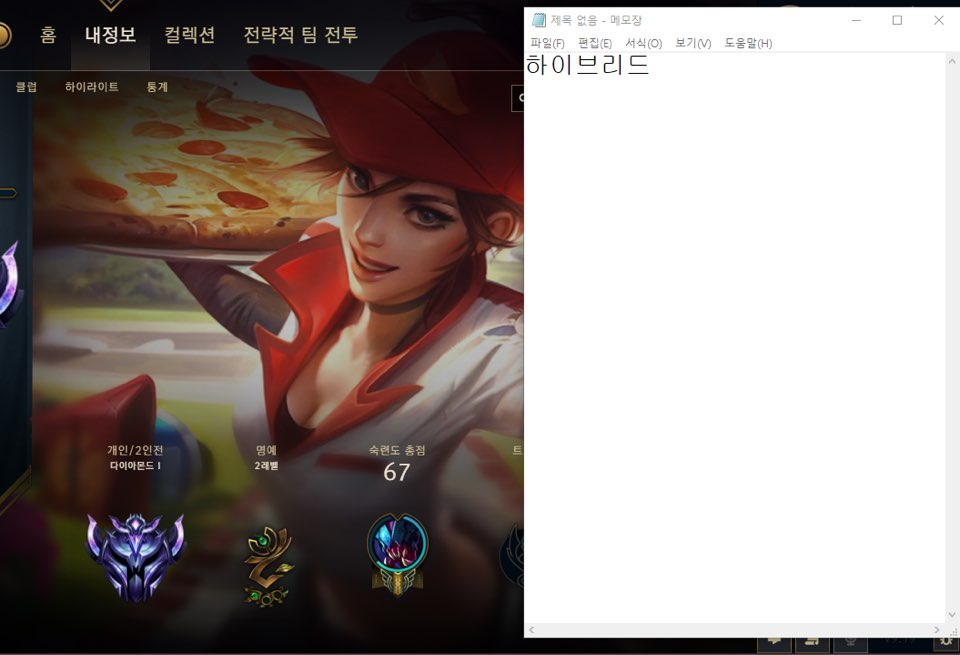 홈 내정보 컬렉션 전략적 팀 전투
클럽 하이라이트 통계
제목 없음 - 메모장
파일(F) 편집(E) 서식(O) 보기(V) 도움말(H)
하이브리드
개인/2인전 명예 숙련도 총점 트
다이아몬드 I 2레벨 67